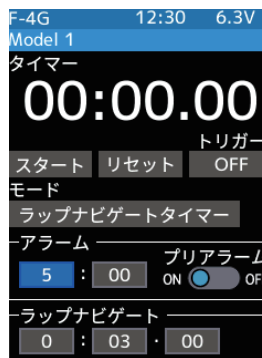 F-4G 12:30 6.3V
Model 1
タイマー
00:00.00
トリガー
スタート リセット OFF
モード
ラップナビゲートタイマー
アラーム
プリアラーム
5 : 00 ON OF
ラップナビゲート
0 : 03 · 00